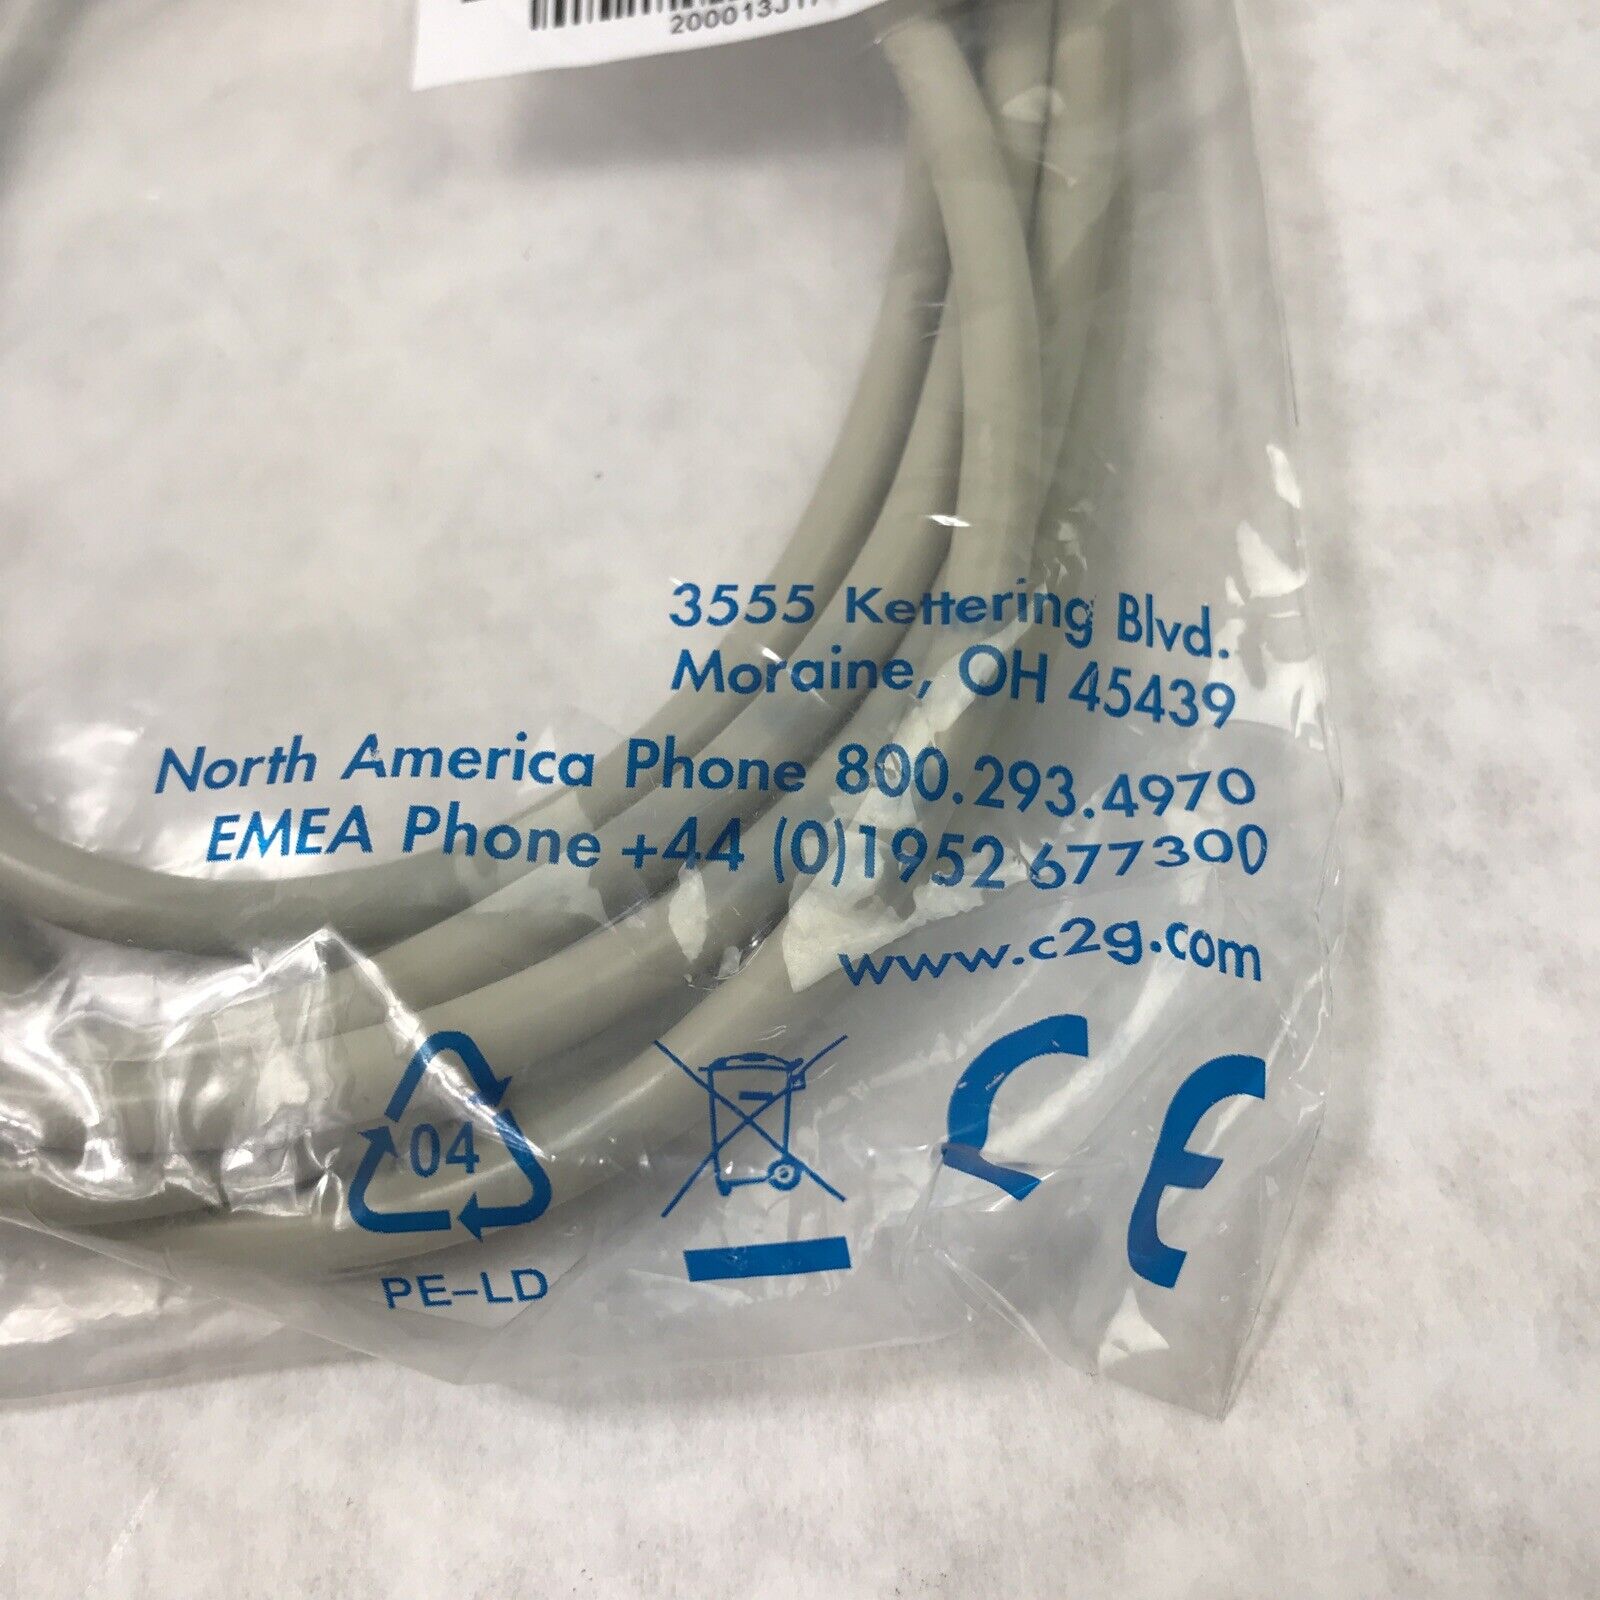 3555 Kettering Blvd.
Moraine, OH 45439
North America Phone 800.293.4970
EMEA Phone +44 (0)1952 677300
www.c2g.com
04
PE-LD
CE